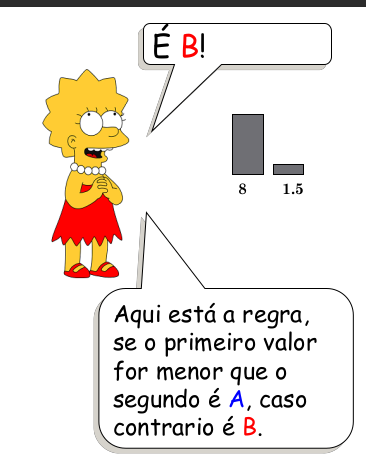 É B!
8 1.5
Aqui está a regra,
se o primeiro valor
for menor que o
segundo é A, caso
contrario é B.